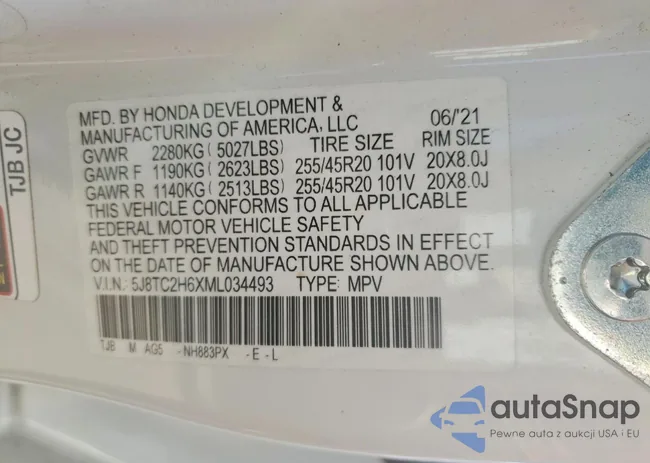 TJB JC
MFD. BY HONDA DEVELOPMENT &
MANUFACTURING OF AMERICA, LLC 06/'21
GVWR 2280KG ( 5027LBS) TIRE SIZE RIM SIZE
GAWR F 1190KG ( 2623LBS) 255/45R20 101V 20X8.0J
GAWR R 1140KG ( 2513LBS) 255/45R20 101V 20X8.0J
THIS VEHICLE CONFORMS TO ALL APPLICABLE
FEDERAL MOTOR VEHICLE SAFETY
AND THEFT PREVENTION STANDARDS IN EFFECT
ON THE DATE OF MANUFACTURE SHOWN ABOVE.
V.I.N.: 5J8TC2H6XML034493 TYPE: MPV
TJB M AG5 -NH883PX -E -L
autaSnap
Pewne auta z aukcji USA i EU